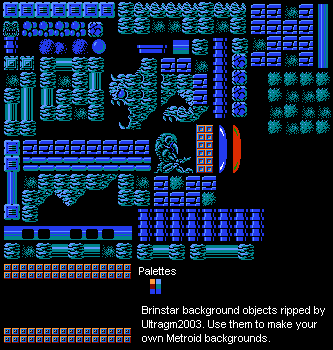 Palettes
Brinstar background objects ripped by
Ultragm2003. Use them to make your
own Metroid backgrounds.